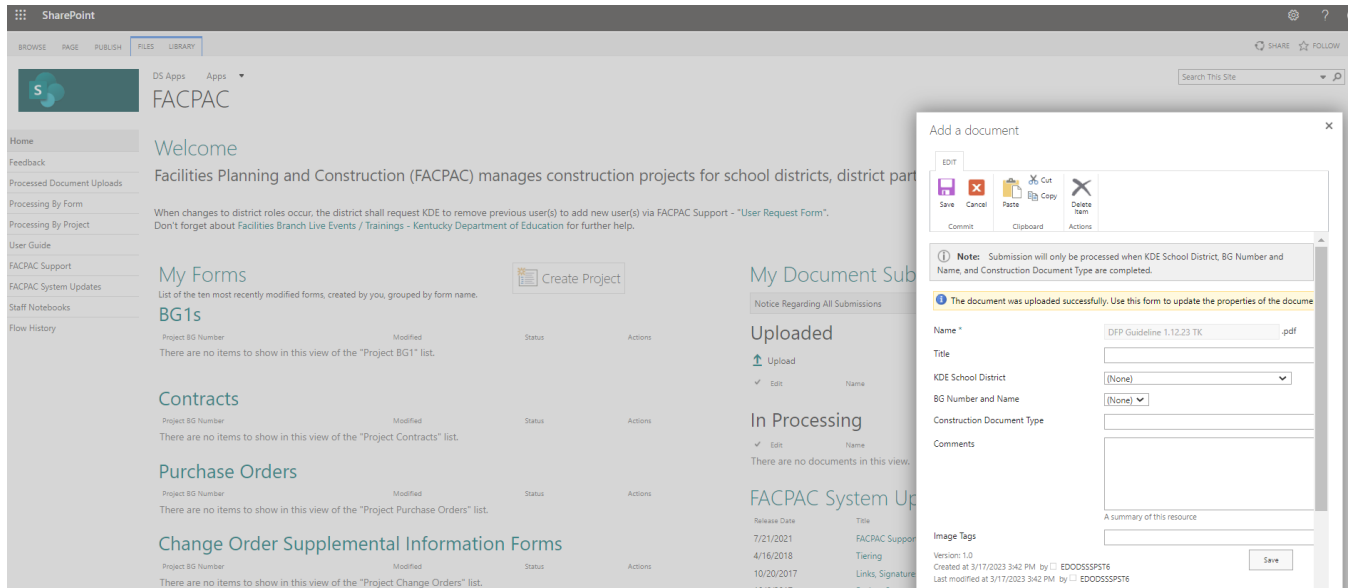 SharePoint
?
BROWSE PAGE PUBLISH FILES LIBRARY
SHARE FOLLOW
S
DS Apps Apps
FACPAC
Search This Site
Home
Feedback
Processed Document Uploads
Processing By Form
Processing By Project
User Guide
FACPAC Support
FACPAC System Updates
Staff Notebooks
Flow History
Welcome
Facilities Planning and Construction (FACPAC) manages construction projects for school districts, district part
When changes to district roles occur, the district shall request KDE to remove previous user(s) to add new user(s) via FACPAC Support - "User Request Form".
Don't forget about Facilities Branch Live Events / Trainings - Kentucky Department of Education for further help.
My Forms
List of the ten most recently modified forms, created by you, grouped by form name.
Create Project
BG1s
Project BG Number Modified Status Actions
There are no items to show in this view of the "Project BG1" list.
Contracts
Project BG Number Modified Status Actions
There are no items to show in this view of the "Project Contracts" list.
Purchase Orders
Project BG Number Modified Status Actions
There are no items to show in this view of the "Project Purchase Orders" list.
Change Order Supplemental Information Forms
Project BG Number Modified Status Actions
There are no items to show in this view of the "Project Change Orders" list.
My Document Sub
Notice Regarding All Submissions
Uploaded
Upload
Edit Name
In Processing
Edit Name
There are no documents in this view.
FACPAC System Up
Release Date Title
7/21/2021 FACPAC Suppor
4/16/2018 Tiering
10/20/2017 Links, Signature
Add a document
EDIT
Save Cancel Paste Cut Copy Delete Item
Commit Clipboard Actions
Note: Submission will only be processed when KDE School District, BG Number and
Name, and Construction Document Type are completed.
The document was uploaded successfully. Use this form to update the properties of the docume
Name * DFP Guideline 1.12.23 TK .pdf
Title
KDE School District (None)
BG Number and Name (None)
Construction Document Type
Comments
A summary of this resource
Image Tags
Version: 1.0
Created at 3/17/2023 3:42 PM by EDODSSSPST6
Last modified at 3/17/2023 3:42 PM by EDODSSSPST6
Save